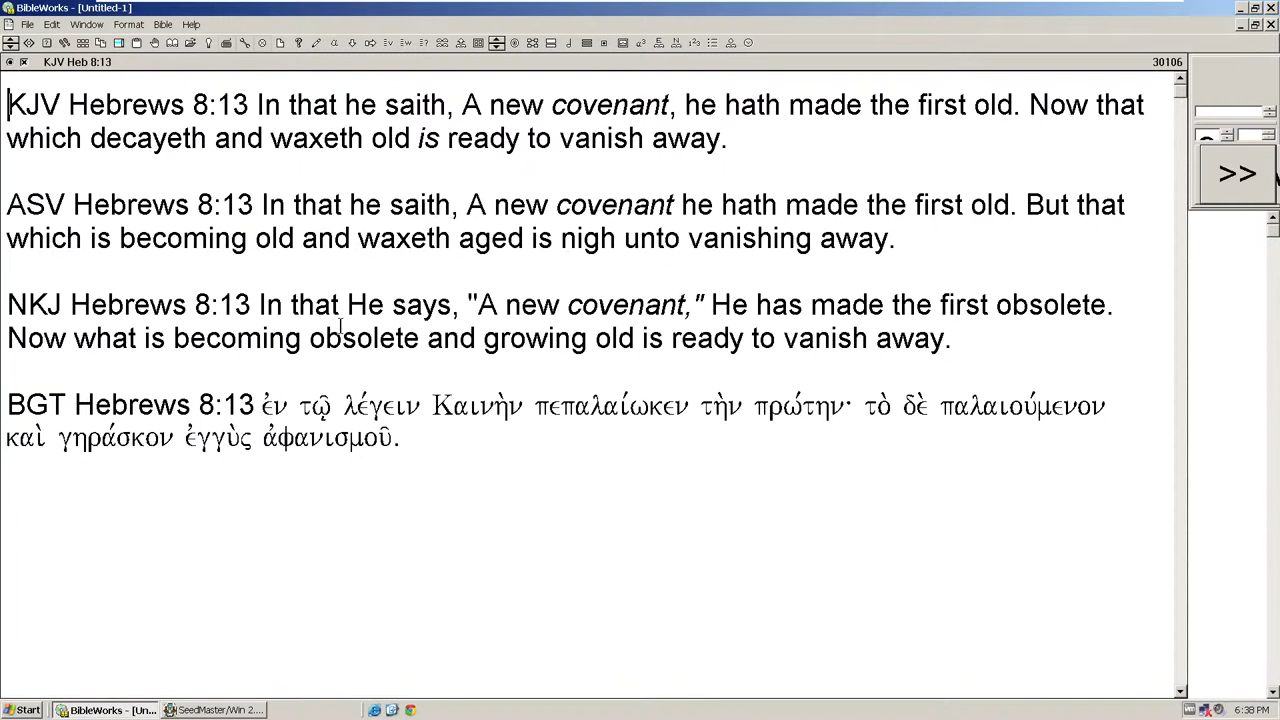 BibleWorks - [Untitled-1]
File Edit Window Format Bible Help
KJV Heb 8:13 30106
KJV Hebrews 8:13 In that he saith, A new covenant, he hath made the first old. Now that
which decayeth and waxeth old is ready to vanish away.
>>
ASV Hebrews 8:13 In that he saith, A new covenant he hath made the first old. But that
which is becoming old and waxeth aged is nigh unto vanishing away.
NKJ Hebrews 8:13 In that He says, "A new covenant," He has made the first obsolete.
Now what is becoming obsolete and growing old is ready to vanish away.
BGT Hebrews 8:13 ἐν τῷ λέγειν Καινὴν πεπαλαίωκεν τὴν πρώτην· τὸ δὲ παλαιούμενον
καὶ γηράσκον ἐγγὺς ἀφανισμοῦ.
Start BibleWorks - [Un... SeedMaster/Win 2.... 6:38 PM